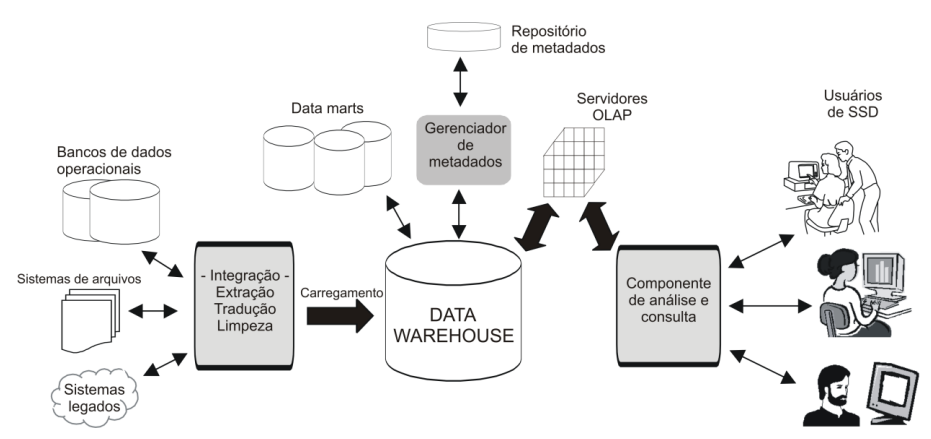 Repositório
de metadados
Data marts
Gerenciador
de
metadados
Servidores
OLAP
Usuários
de SSD
Bancos de dados
operacionais
Sistemas de arquivos
Sistemas
legados
- Integração -
Extração
Tradução
Limpeza
Carregamento
DATA
WAREHOUSE
Componente
de análise e
consulta